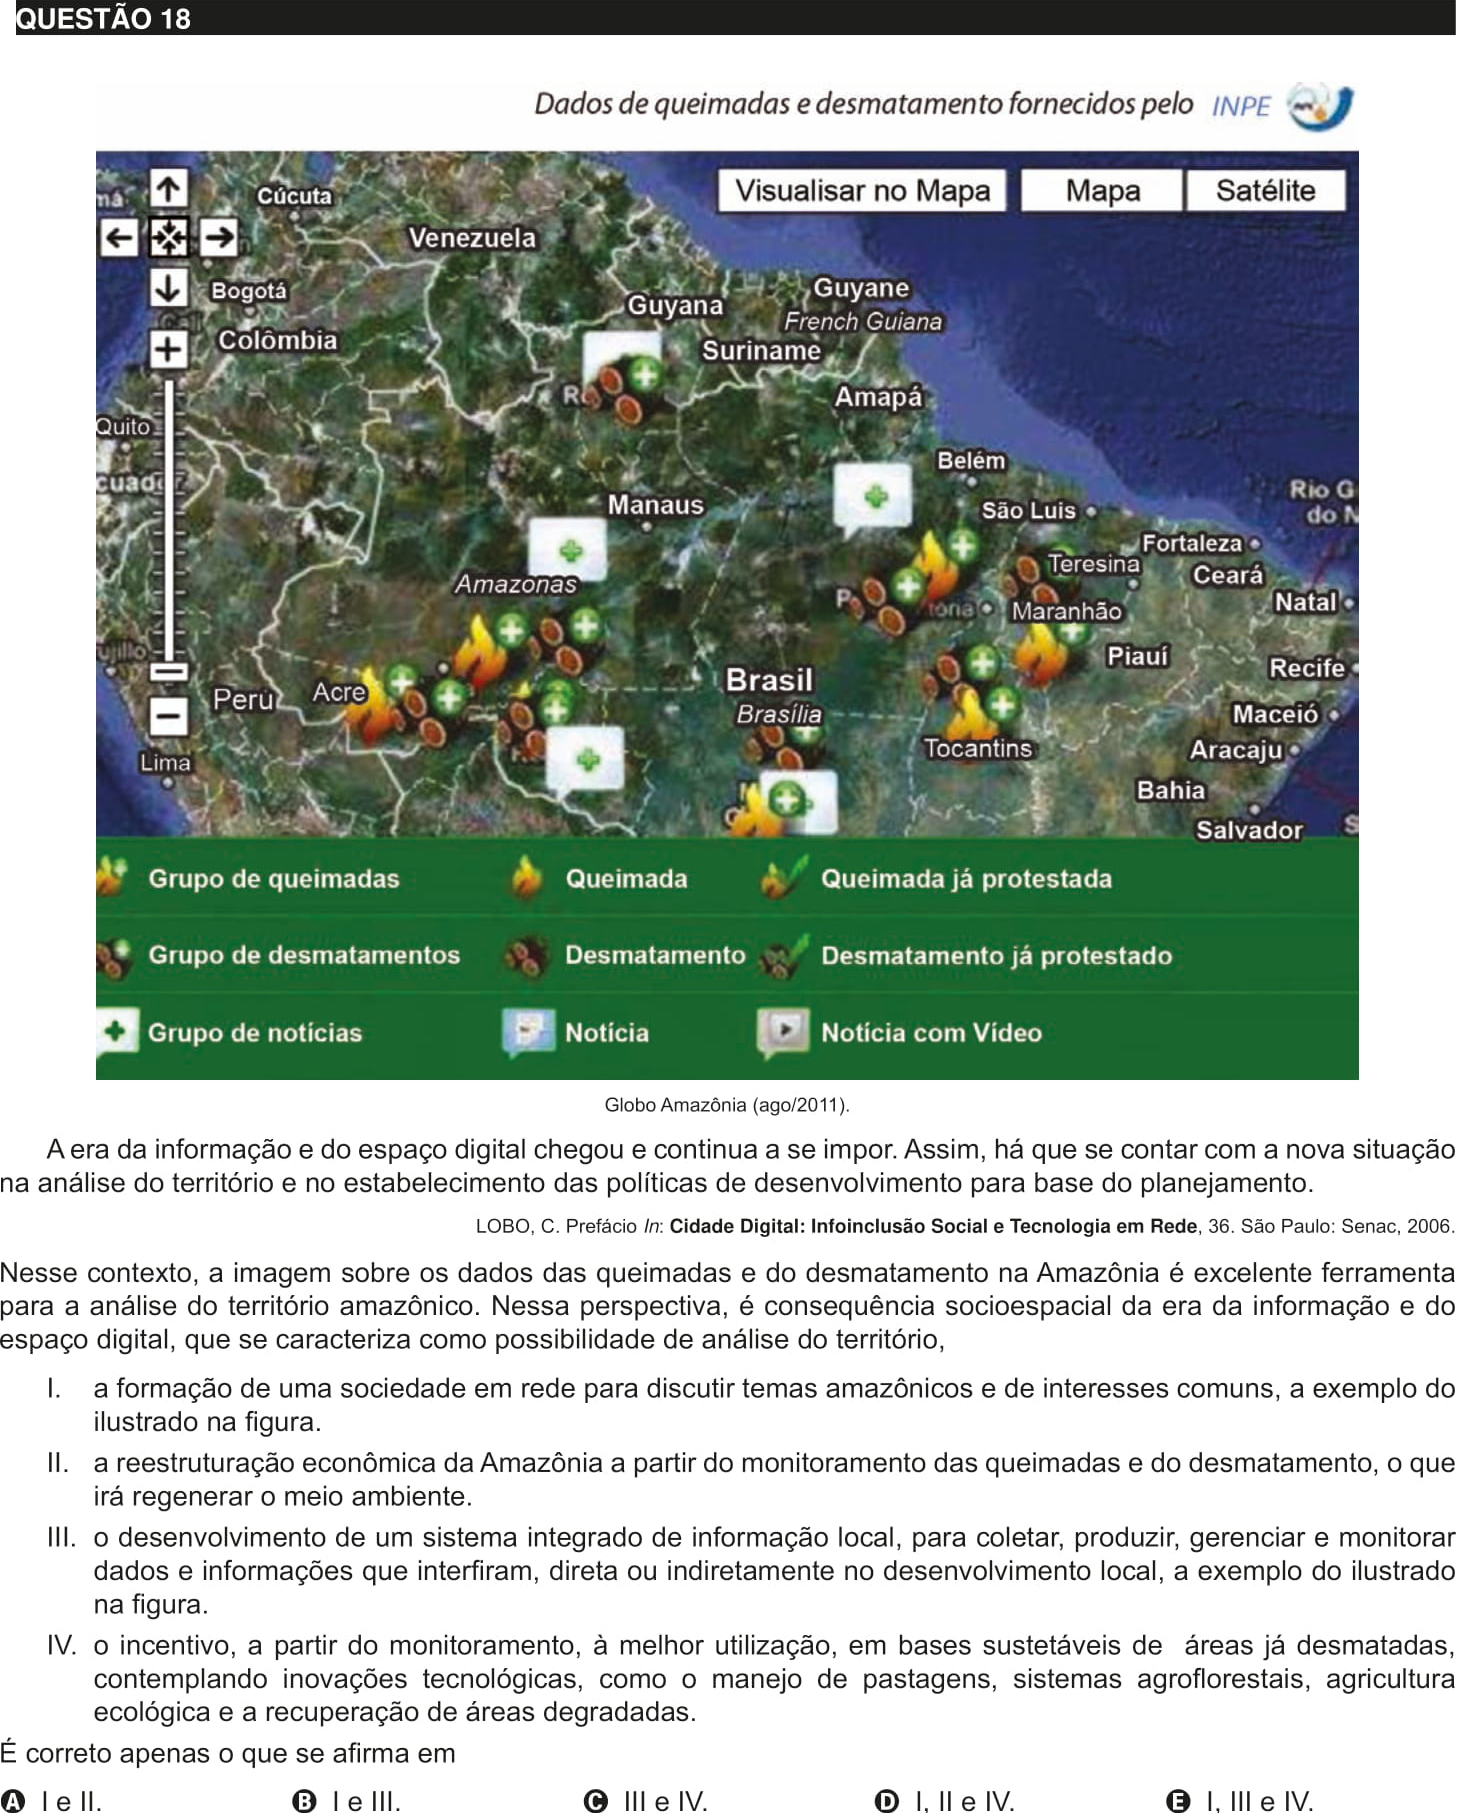 QUESTÃO 18
Dados de queimadas e desmatamento fornecidos pelo INPE
Visualisar no Mapa
Mapa
Satélite
Cúcuta
Venezuela
Bogotá
Colômbia
Guyana
Guyane
French Guiana
Suriname
Amapá
Quito
Belém
Manaus
São Luis
Rio G
do N
Fortaleza
Teresina
Ceará
Amazonas
Maranhão
Natal
Piauí
Recife
Peru
Acre
Brasil
Brasília
Maceió
Tocantins
Aracaju
Lima
Bahia
Salvador
Grupo de queimadas
Queimada
Queimada já protestada
Grupo de desmatamentos
Desmatamento
Desmatamento já protestado
Grupo de notícias
Notícia
Notícia com Vídeo
Globo Amazônia (ago/2011).
A era da informação e do espaço digital chegou e continua a se impor. Assim, há que se contar com a nova situação
na análise do território e no estabelecimento das políticas de desenvolvimento para base do planejamento.
LOBO, C. Prefácio In: Cidade Digital: Infoinclusão Social e Tecnologia em Rede, 36. São Paulo: Senac, 2006.
Nesse contexto, a imagem sobre os dados das queimadas e do desmatamento na Amazônia é excelente ferramenta
para a análise do território amazônico. Nessa perspectiva, é consequência socioespacial da era da informação e do
espaço digital, que se caracteriza como possibilidade de análise do território,
I. a formação de uma sociedade em rede para discutir temas amazônicos e de interesses comuns, a exemplo do
ilustrado na figura.
II. a reestruturação econômica da Amazônia a partir do monitoramento das queimadas e do desmatamento, o que
irá regenerar o meio ambiente.
III. o desenvolvimento de um sistema integrado de informação local, para coletar, produzir, gerenciar e monitorar
dados e informações que interfiram, direta ou indiretamente no desenvolvimento local, a exemplo do ilustrado
na figura.
IV. o incentivo, a partir do monitoramento, à melhor utilização, em bases sustetáveis de áreas já desmatadas,
contemplando inovações tecnológicas, como o manejo de pastagens, sistemas agroflorestais, agricultura
ecológica e a recuperação de áreas degradadas.
É correto apenas o que se afirma em
A I e II.
B I e III.
C III e IV.
D I, II e IV.
E I, III e IV.